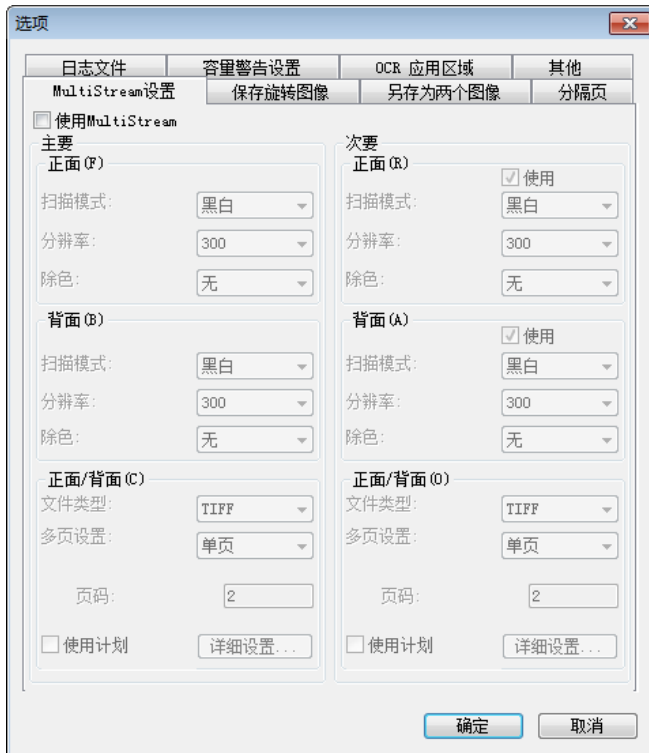 选项
日志文件 容量警告设置 OCR 应用区域 其他
MultiStream设置 保存旋转图像 另存为两个图像 分隔页
使用MultiStream
主要 次要
正面(F) 正面(R)
使用
扫描模式: 黑白 扫描模式: 黑白
分辨率: 300 分辨率: 300
除色: 无 除色: 无
背面(B) 背面(A)
使用
扫描模式: 黑白 扫描模式: 黑白
分辨率: 300 分辨率: 300
除色: 无 除色: 无
正面/背面(C) 正面/背面(O)
文件类型: TIFF 文件类型: TIFF
多页设置: 单页 多页设置: 单页
页码: 2 页码: 2
使用计划 详细设置... 使用计划 详细设置...
确定 取消